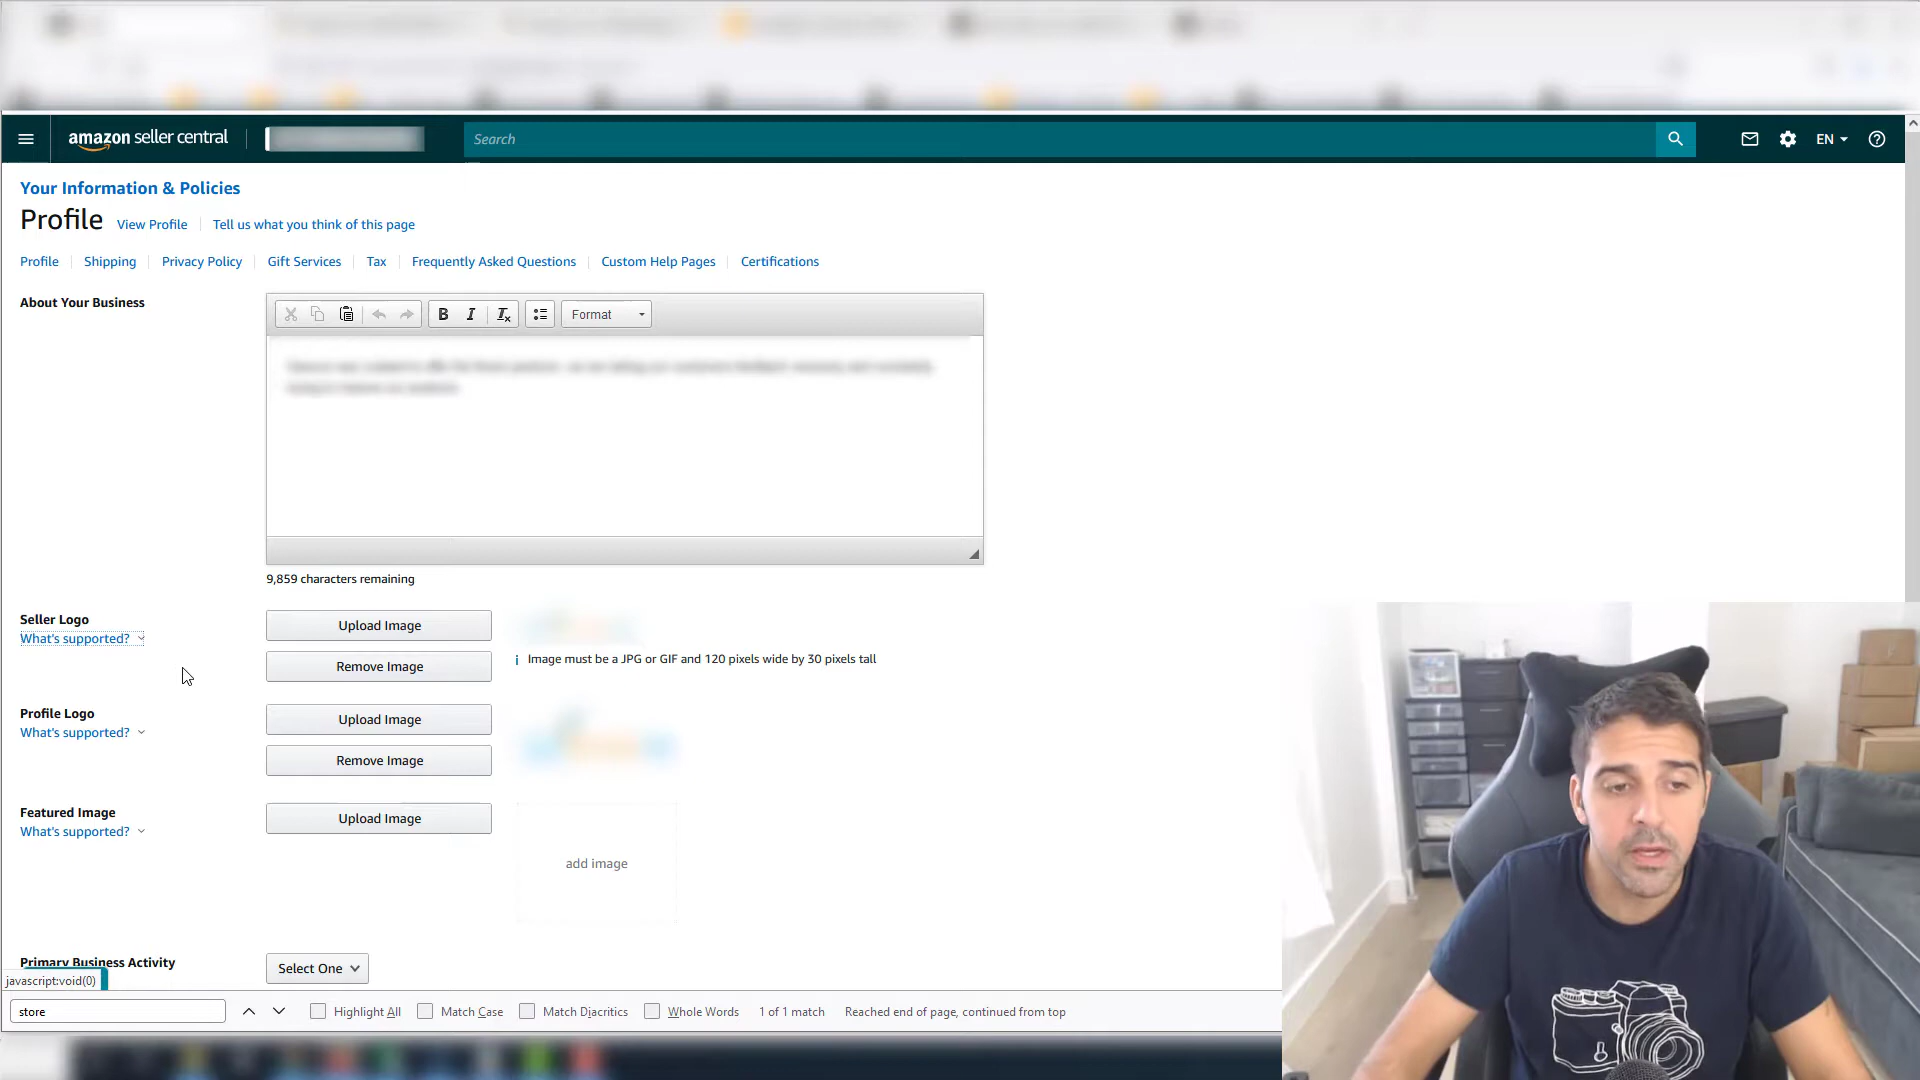 amazon seller central
Search
EN
Your Information & Policies
Profile View Profile Tell us what you think of this page
Profile Shipping Privacy Policy Gift Services Tax Frequently Asked Questions Custom Help Pages Certifications
About Your Business
B I Tx Format
9,859 characters remaining
Seller Logo
What's supported?
Upload Image
Remove Image
i Image must be a JPG or GIF and 120 pixels wide by 30 pixels tall
Profile Logo
What's supported?
Upload Image
Remove Image
Featured Image
What's supported?
Upload Image
add image
Primary Business Activity
Select One
javascript:void(0)
store Highlight All Match Case Match Diacritics Whole Words 1 of 1 match Reached end of page, continued from top